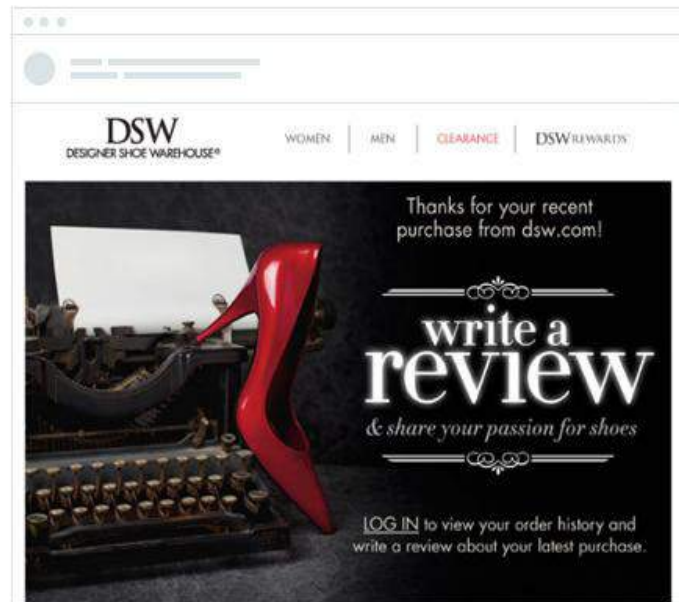 DSW
DESIGNER SHOE WAREHOUSE®
WOMEN MEN CLEARANCE DSW REWARDS
Thanks for your recent
purchase from dsw.com!
write a
review
& share your passion for shoes
LOG IN to view your order history and
write a review about your latest purchase.